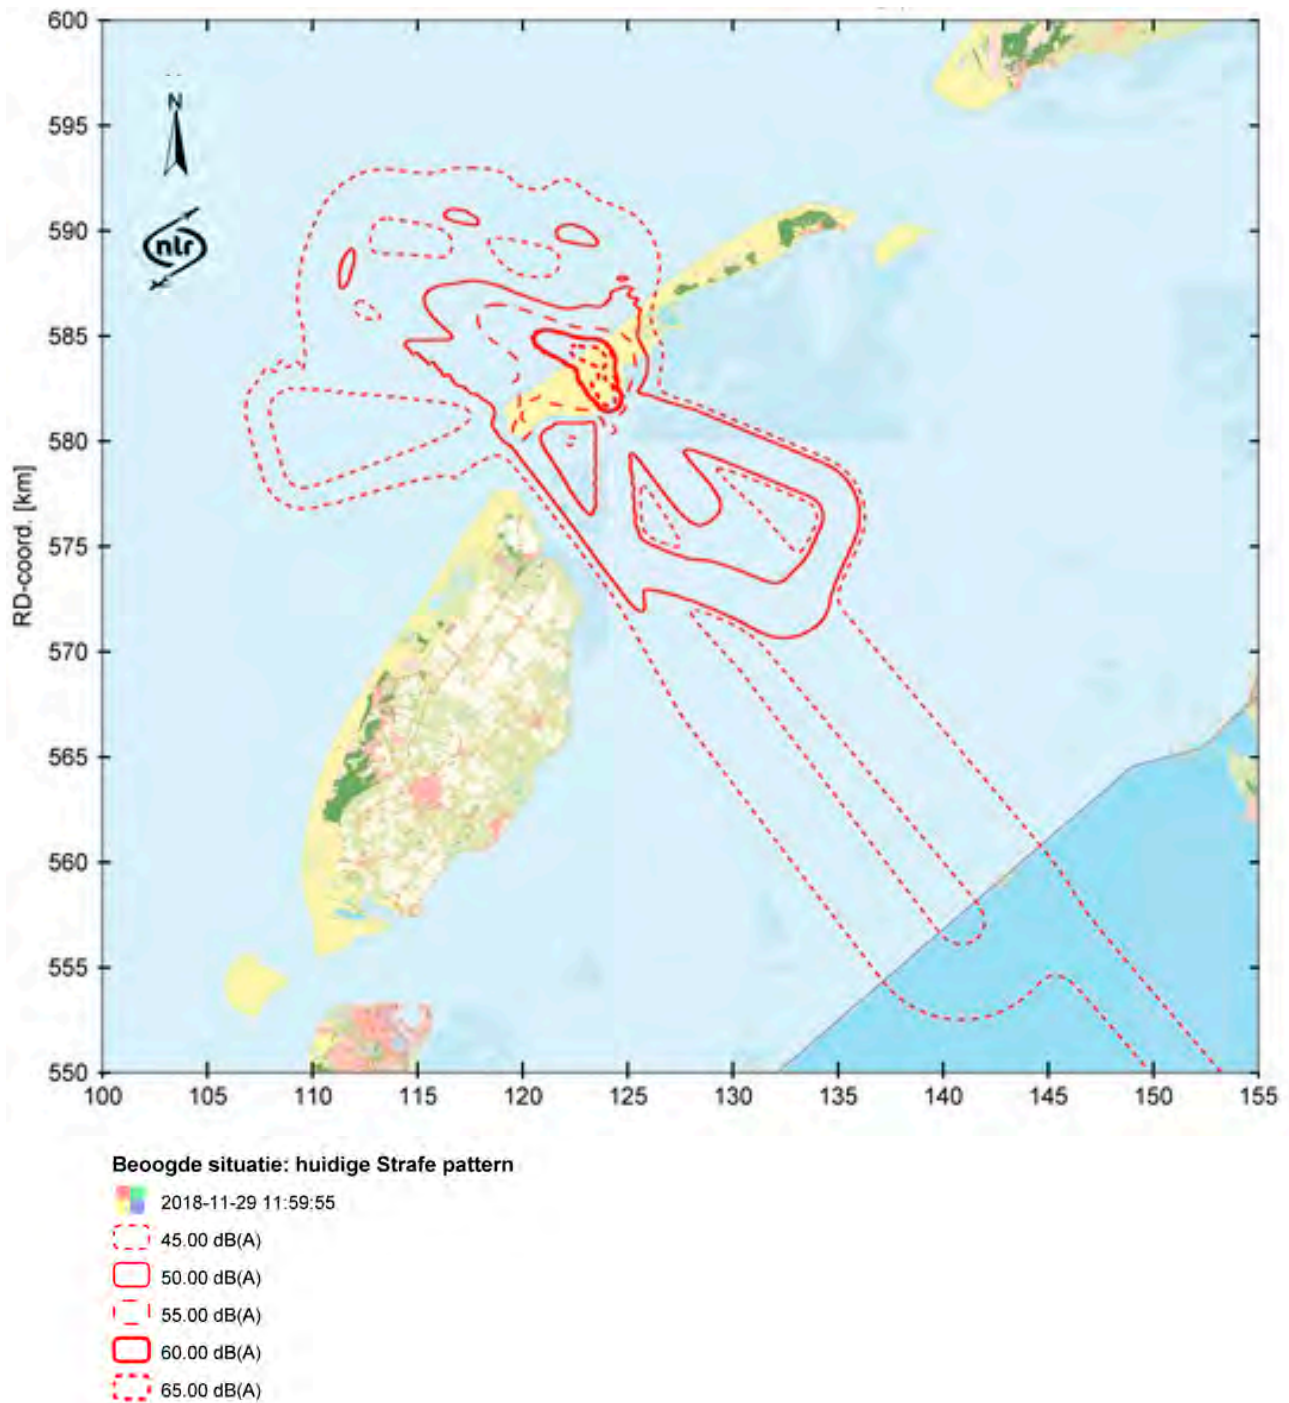 600
595
N
nlr
590
585
580
RD-coord. [km]
575
570
565
560
555
550
100 105 110 115 120 125 130 135 140 145 150 155
Beoogde situatie: huidige Strafe pattern
2018-11-29 11:59:55
45.00 dB(A)
50.00 dB(A)
55.00 dB(A)
60.00 dB(A)
65.00 dB(A)